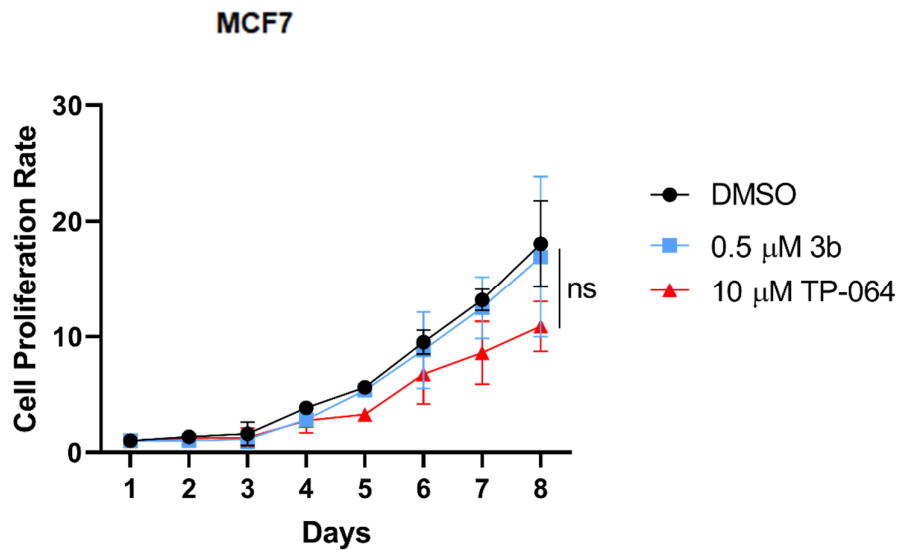 MCF7
Cell Proliferation Rate
30
20
10
0
1 2 3 4 5 6 7 8
Days
ns
DMSO
0.5 μM 3b
10 μM TP-064